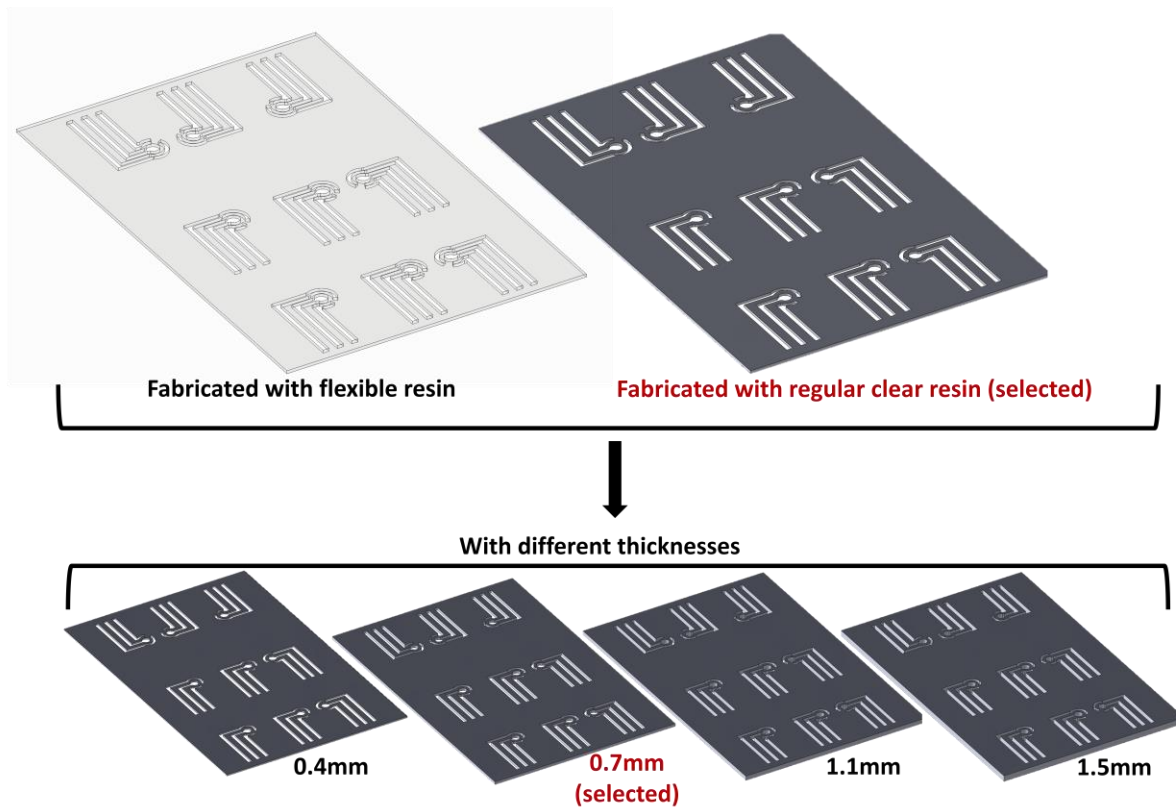 Fabricated with flexible resin
Fabricated with regular clear resin (selected)
With different thicknesses
0.4mm
0.7mm
(selected)
1.1mm
1.5mm